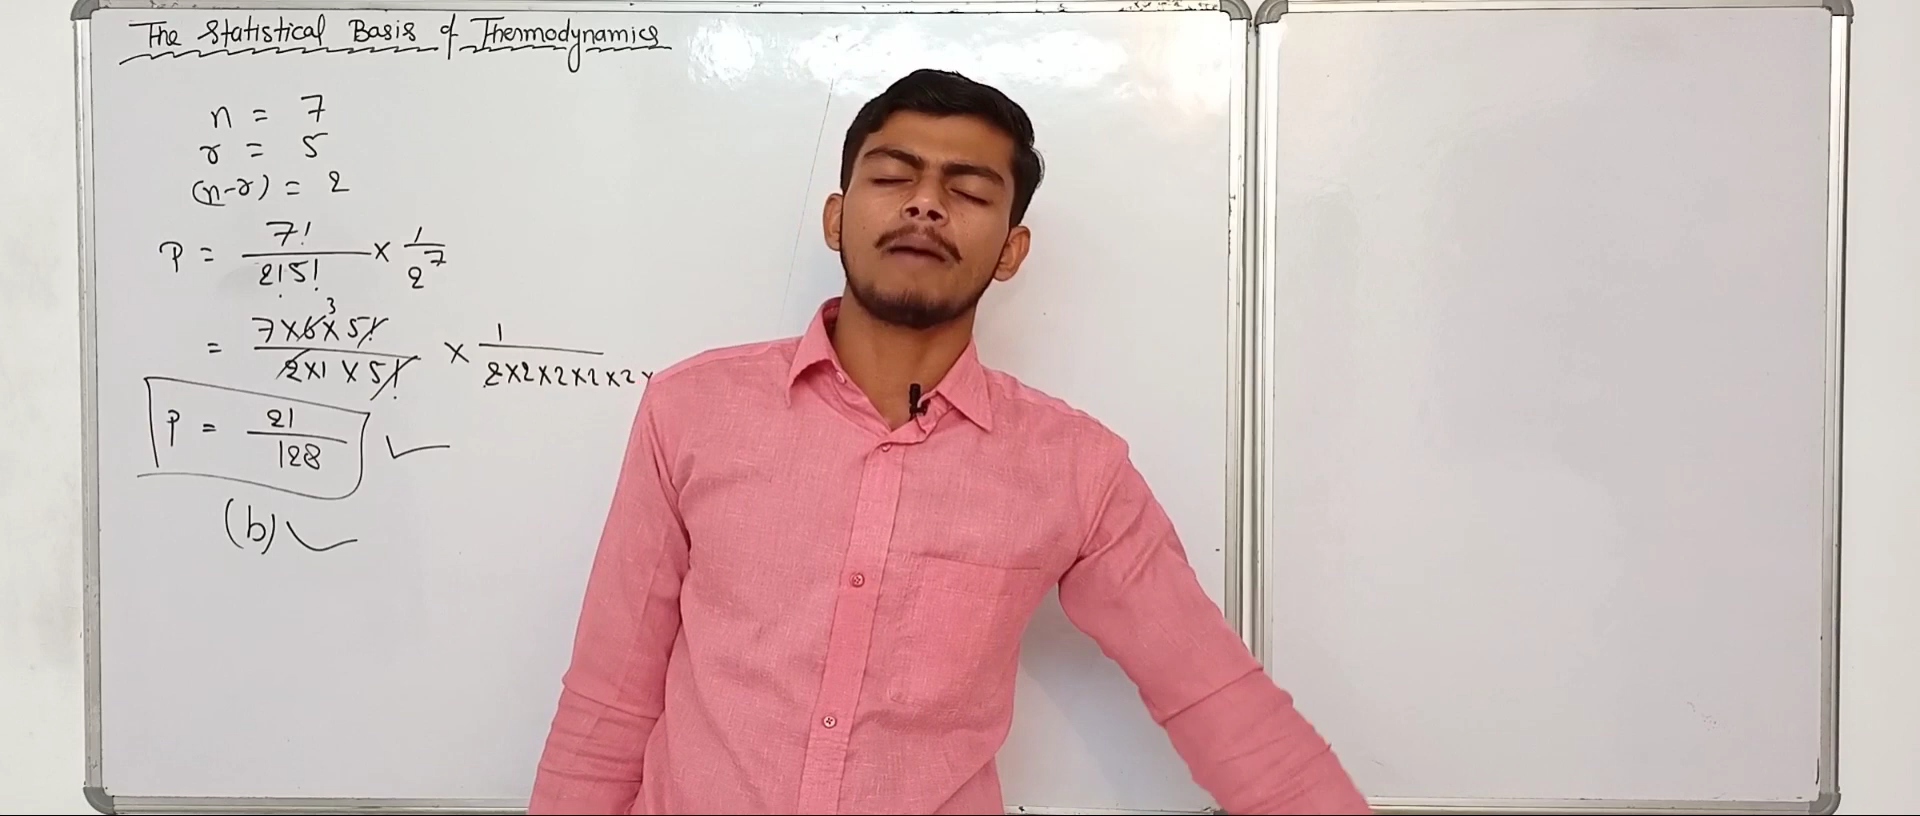 The Statistical Basis of Thermodynamics
n = 7
r = 5
(n-r) = 2
P = 7!/2!5! × 1/2^7
= 7×6×5!/2×1×5! × 1/2×2×2×2×2×
3
P = 21/128
(b)